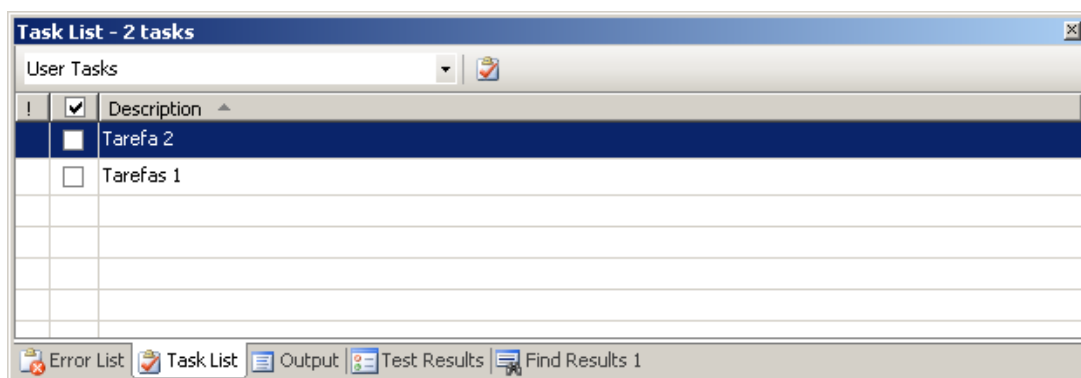 Task List - 2 tasks
User Tasks
! Description
Tarefa 2
Tarefas 1
Error List Task List Output Test Results Find Results 1